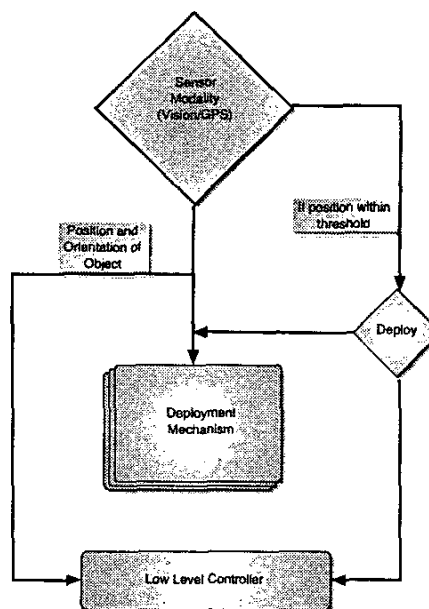 Sensor
Modality
(Vision/GPS)
Position and
Orientation of
Object
If position within
threshold
Deploy
Deployment
Mechanism
Low Level Controller